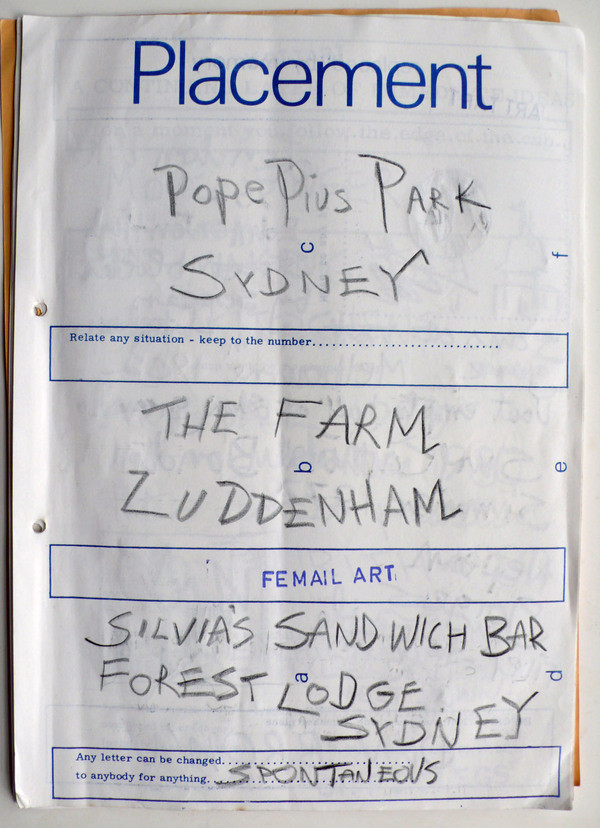 Placement
Pope Pius PARK
c
f
SYDNEY
Relate any situation - keep to the number..............................
THE FARM
b
e
ZUDDENHAM
FEMAIL ART
SILVIA'S SANDWICH BAR
a
d
FOREST LODGE
SYDNEY
Any letter can be changed..............................
to anybody for anything...SPONTANEOUS